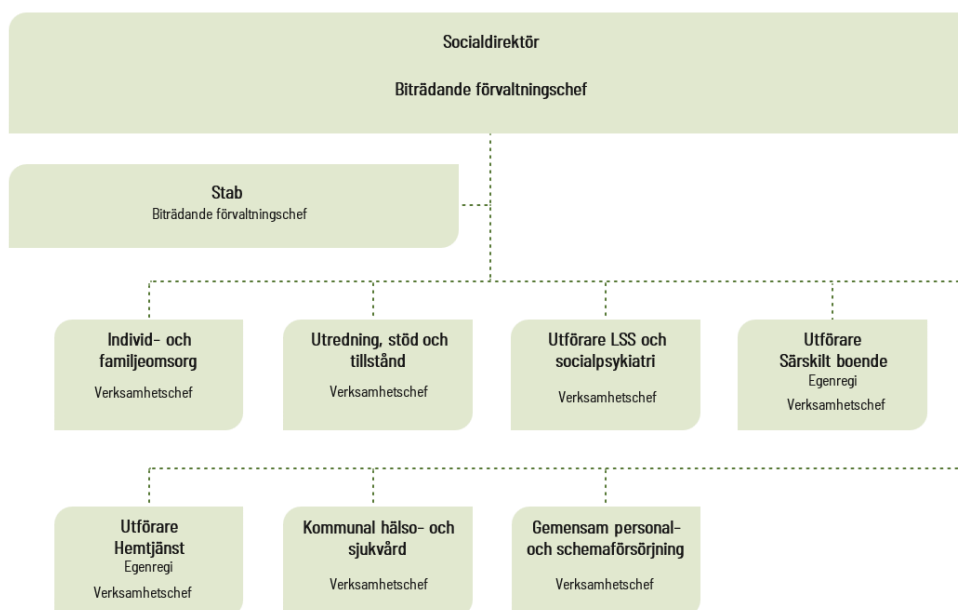 Socialdirektör
Biträdande förvaltningschef
Stab
Biträdande förvaltningschef
Individ- och
familjeomsorg
Verksamhetschef
Utredning, stöd och
tillstånd
Verksamhetschef
Utförare LSS och
socialpsykiatri
Verksamhetschef
Utförare
Särskilt boende
Egenregi
Verksamhetschef
Utförare
Hemtjänst
Egenregi
Verksamhetschef
Kommunal hälso- och
sjukvård
Verksamhetschef
Gemensam personal-
och schemaförsörjning
Verksamhetschef